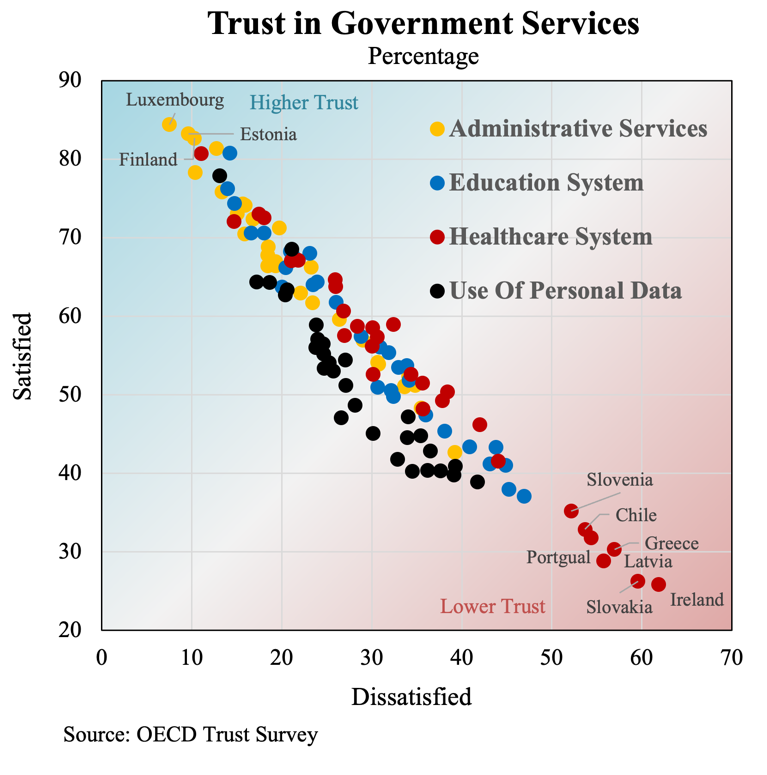 Trust in Government Services
Percentage
90
80
70
60
50
40
30
20
Satisfied
Luxembourg
Higher Trust
Estonia
Finland
Administrative Services
Education System
Healthcare System
Use Of Personal Data
Slovenia
Chile
Greece
Portgual
Latvia
Lower Trust
Slovakia
Ireland
0 10 20 30 40 50 60 70
Dissatisfied
Source: OECD Trust Survey